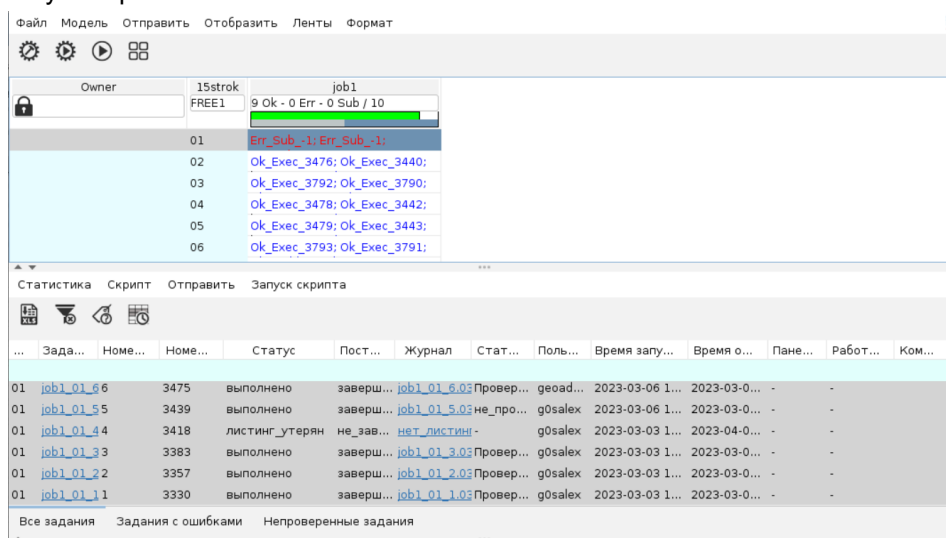 Файл Модель Отправить Отобразить Ленты Формат
Owner 15strok job1
FREE1 9 Ok - 0 Err - 0 Sub / 10
01 Err_Sub_-1; Err_Sub_-1;
02 Ok_Exec_3476; Ok_Exec_3440;
03 Ok_Exec_3792; Ok_Exec_3790;
04 Ok_Exec_3478; Ok_Exec_3442;
05 Ok_Exec_3479; Ok_Exec_3443;
06 Ok_Exec_3793; Ok_Exec_3791;
Статистика Скрипт Отправить Запуск скрипта
XLS
... Зада... Номе... Номе... Статус Пост... Журнал Стат... Поль... Время запу... Время о... Пане... Работ... Ком...
01 job1_01_6 6 3475 выполнено заверш... job1_01_6.03 Провер... geoad... 2023-03-06 1... 2023-03-0... - -
01 job1_01_5 5 3439 выполнено заверш... job1_01_5.03 не_про... g0salex 2023-03-06 1... 2023-03-0... - -
01 job1_01_4 4 3418 листинг_утерян не_зав... нет_листинг - g0salex 2023-03-03 1... 2023-04-0... - -
01 job1_01_3 3 3383 выполнено заверш... job1_01_3.03 Провер... g0salex 2023-03-03 1... 2023-03-0... - -
01 job1_01_2 2 3357 выполнено заверш... job1_01_2.03 Провер... g0salex 2023-03-03 1... 2023-03-0... - -
01 job1_01_1 1 3330 выполнено заверш... job1_01_1.03 Провер... g0salex 2023-03-03 1... 2023-03-0... - -
Все задания Задания с ошибками Непроверенные задания